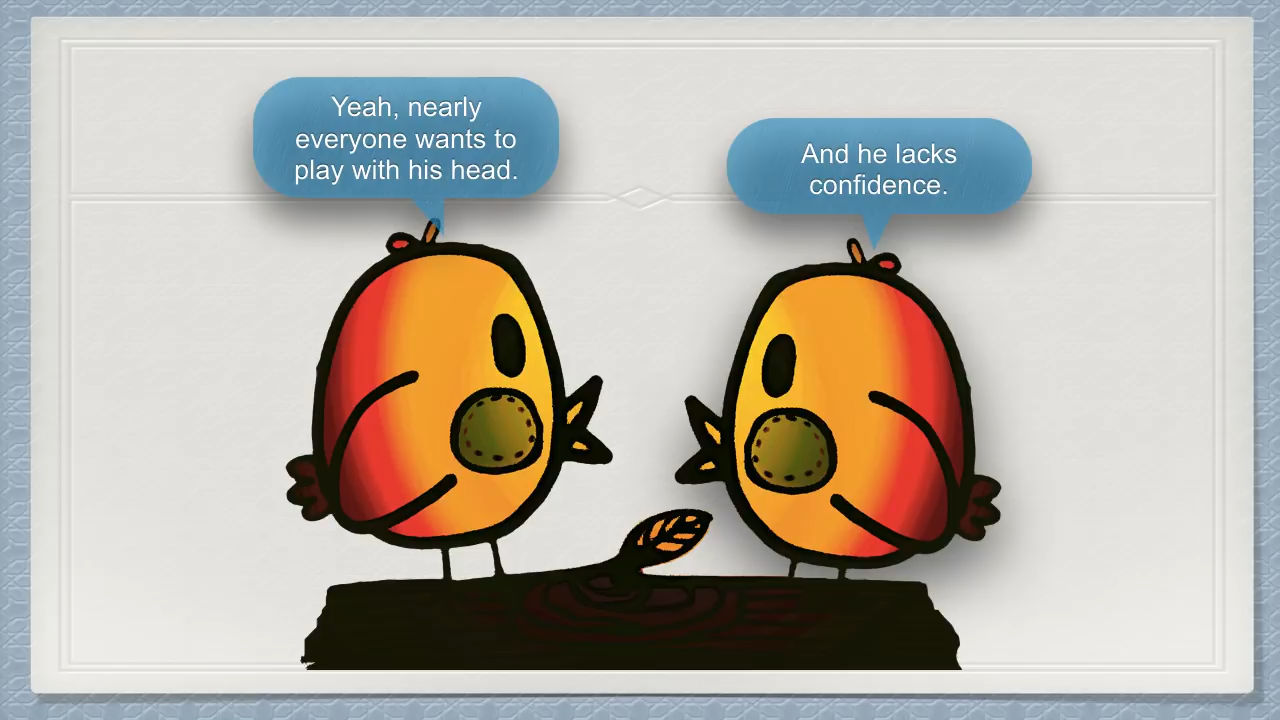 Yeah, nearly
everyone wants to
play with his head.
And he lacks
confidence.